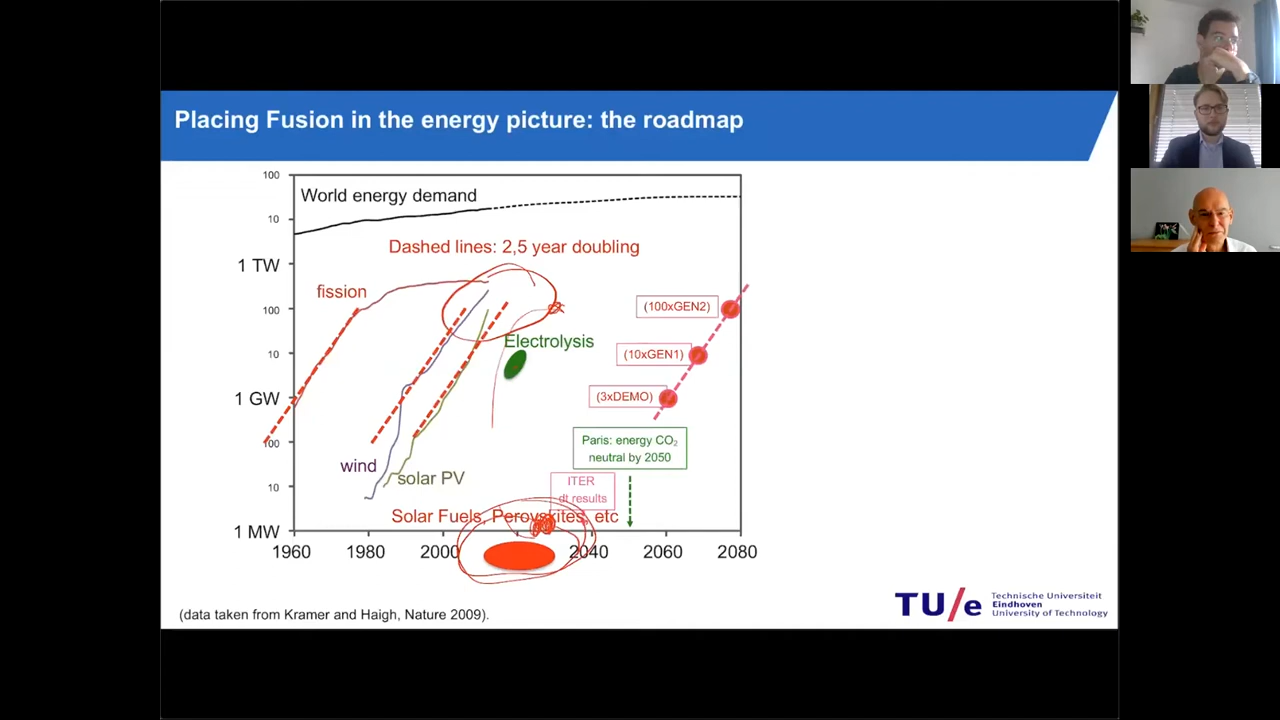 Placing Fusion in the energy picture: the roadmap
100
World energy demand
10
Dashed lines: 2,5 year doubling
1 TW
fission
100
(100xGEN2)
Electrolysis
10
(10xGEN1)
1 GW
(3xDEMO)
100
Paris: energy CO₂
neutral by 2050
wind
solar PV
10
ITER
dt results
Solar Fuels, Perovskites, etc
1 MW
1960 1980 2000 2040 2060 2080
(data taken from Kramer and Haigh, Nature 2009).
TU/e
Technische Universiteit
Eindhoven
University of Technology